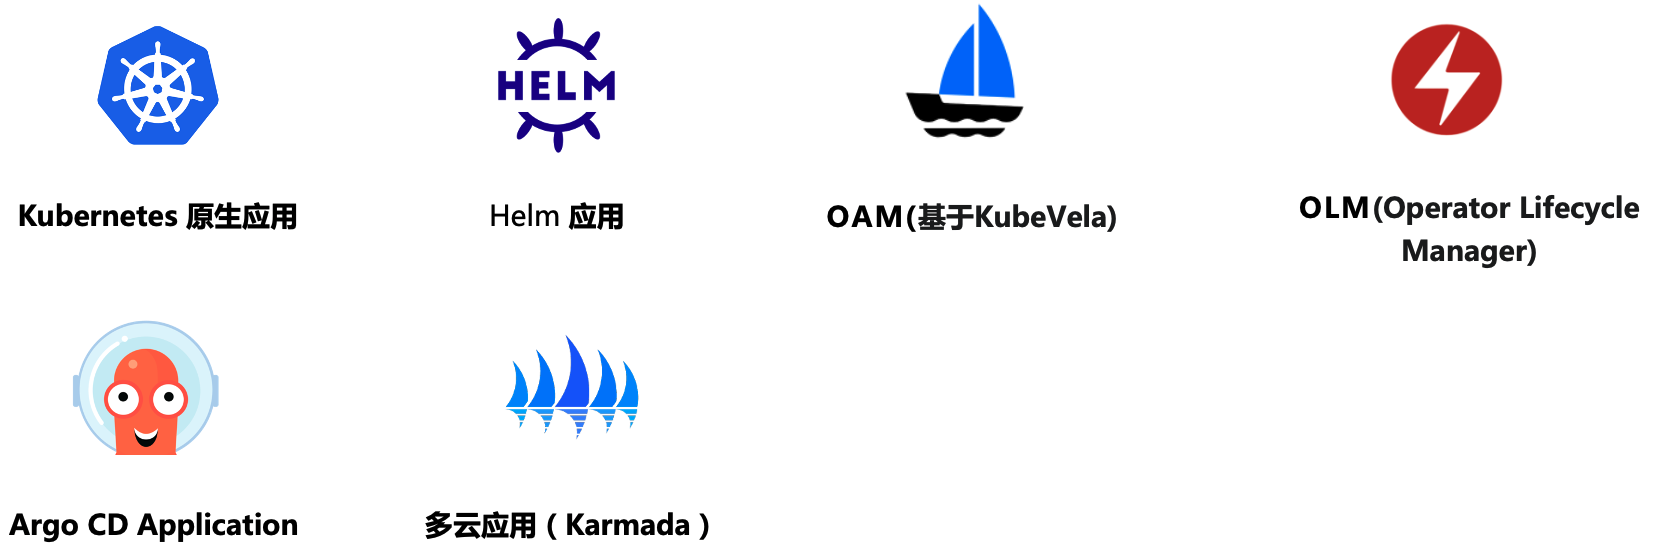 HELM
Kubernetes 原生应用
Helm 应用
OAM(基于KubeVela)
OLM(Operator Lifecycle
Manager)
Argo CD Application
多云应用（Karmada）